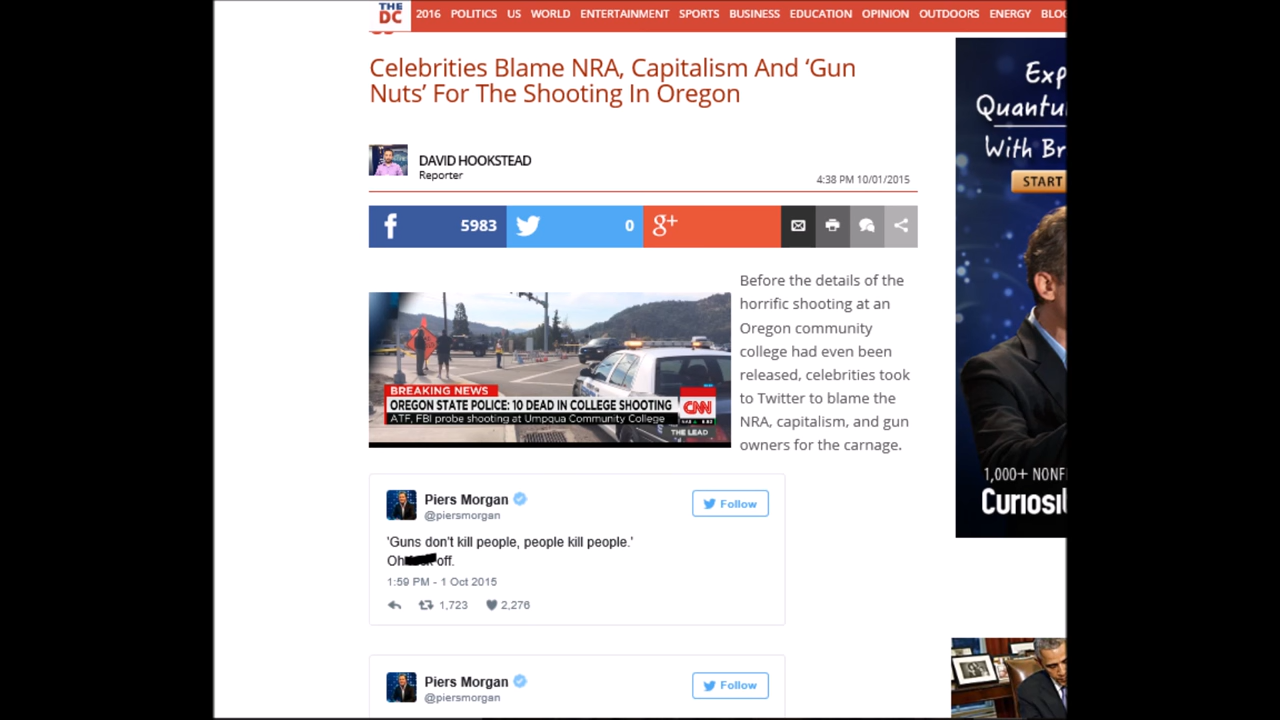 THE
DC
2016 POLITICS US WORLD ENTERTAINMENT SPORTS BUSINESS EDUCATION OPINION OUTDOORS ENERGY
Celebrities Blame NRA, Capitalism And ‘Gun
Nuts’ For The Shooting In Oregon
DAVID HOOKSTEAD
Reporter
4:38 PM 10/01/2015
f 5983
0
g+
BREAKING NEWS
OREGON STATE POLICE: 10 DEAD IN COLLEGE SHOOTING
ATF, FBI probe shooting at Umpqua Community College
CNN
THE LEAD
Before the details of the
horrific shooting at an
Oregon community
college had even been
released, celebrities took
to Twitter to blame the
NRA, capitalism, and gun
owners for the carnage.
Piers Morgan
@piersmorgan
Follow
'Guns don't kill people, people kill people.'
Oh off.
1:59 PM - 1 Oct 2015
1,723 2,276
Piers Morgan
@piersmorgan
Follow
Exp
Quantu
With Br
START
1,000+ NONF
Curiosi